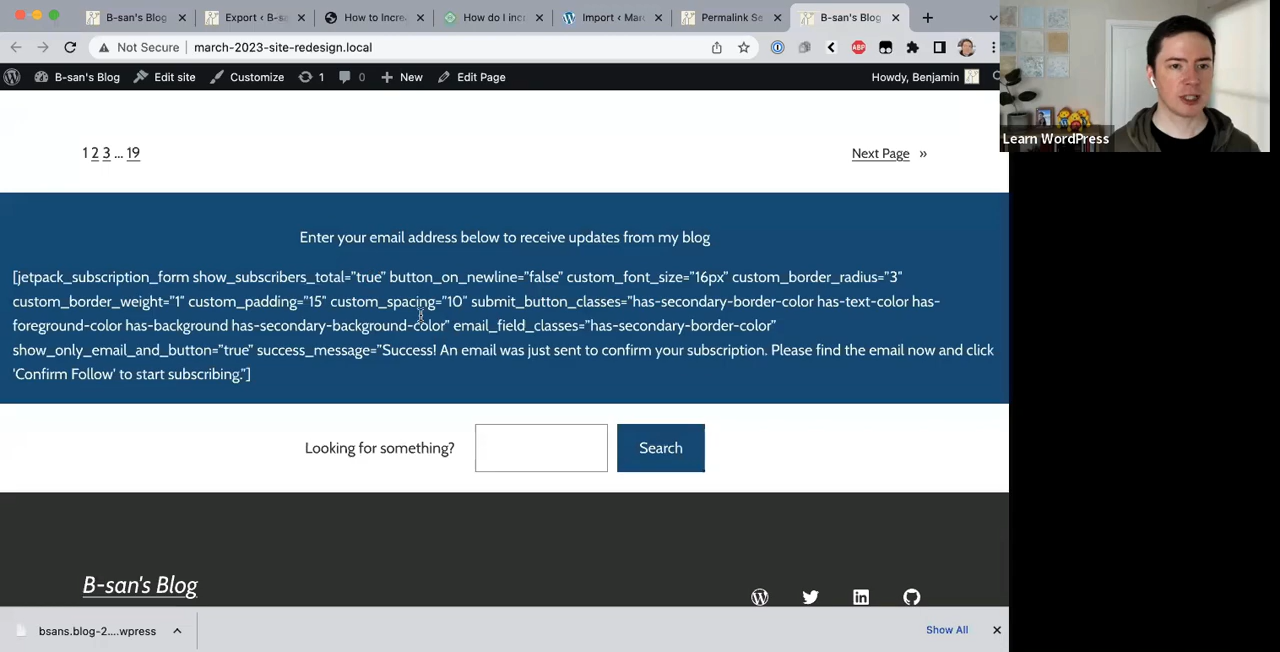 B-san's Blog
Export ‹ B-sa
How to Incre
How do I incr
Import ‹ Marc
Permalink Se
B-san's Blog
Not Secure
march-2023-site-redesign.local
ABP
B-san's Blog
Edit site
Customize
1
0
New
Edit Page
Howdy, Benjamin
Learn WordPress
1 2 3 … 19
Next Page »
Enter your email address below to receive updates from my blog
[jetpack_subscription_form show_subscribers_total=”true” button_on_newline=”false” custom_font_size=”16px” custom_border_radius=”3″
custom_border_weight=”1″ custom_padding=”15″ custom_spacing=”10″ submit_button_classes=”has-secondary-border-color has-text-color has-
foreground-color has-background has-secondary-background-color” email_field_classes=”has-secondary-border-color”
show_only_email_and_button=”true” success_message=”Success! An email was just sent to confirm your subscription. Please find the email now and click
'Confirm Follow' to start subscribing.”]
Looking for something?
Search
B-san's Blog
bsans.blog-2....wpress
Show All